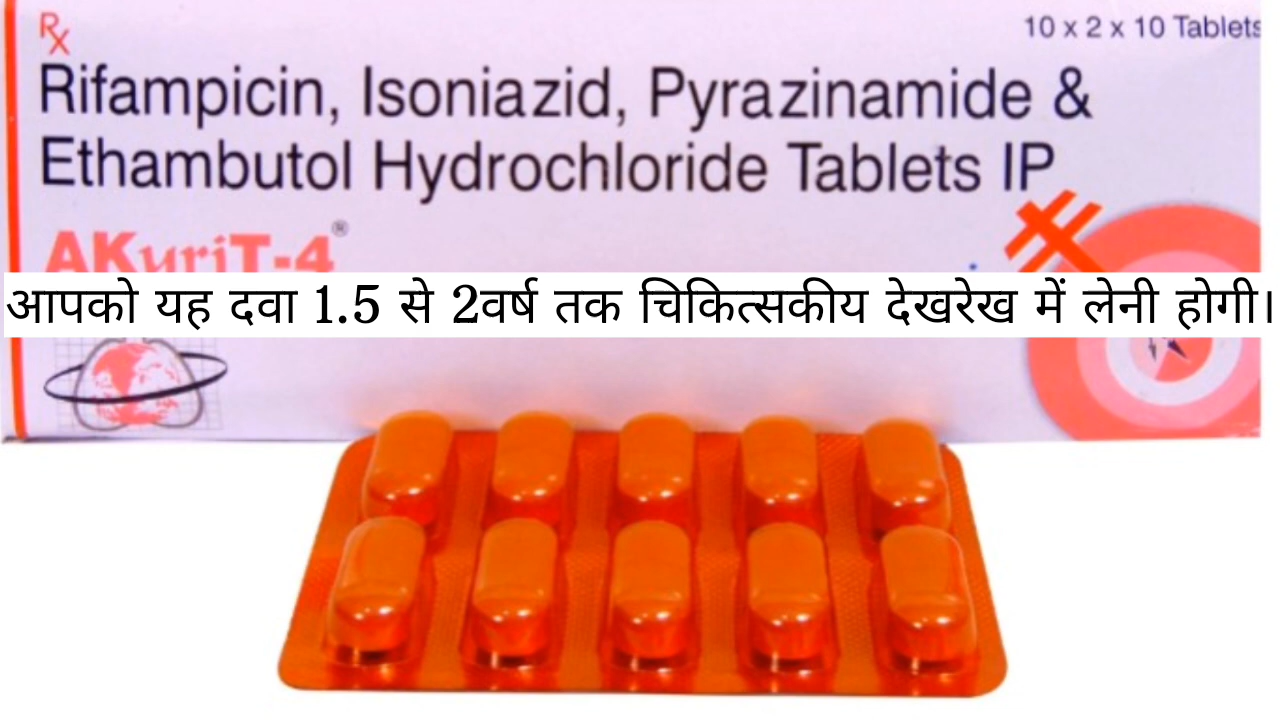 Rx
10 x 2 x 10 Tablets
Rifampicin, Isoniazid, Pyrazinamide &
Ethambutol Hydrochloride Tablets IP
AKuriT-4®
आपको यह दवा 1.5 से 2वर्ष तक चिकित्सकीय देखरेख में लेनी होगी।